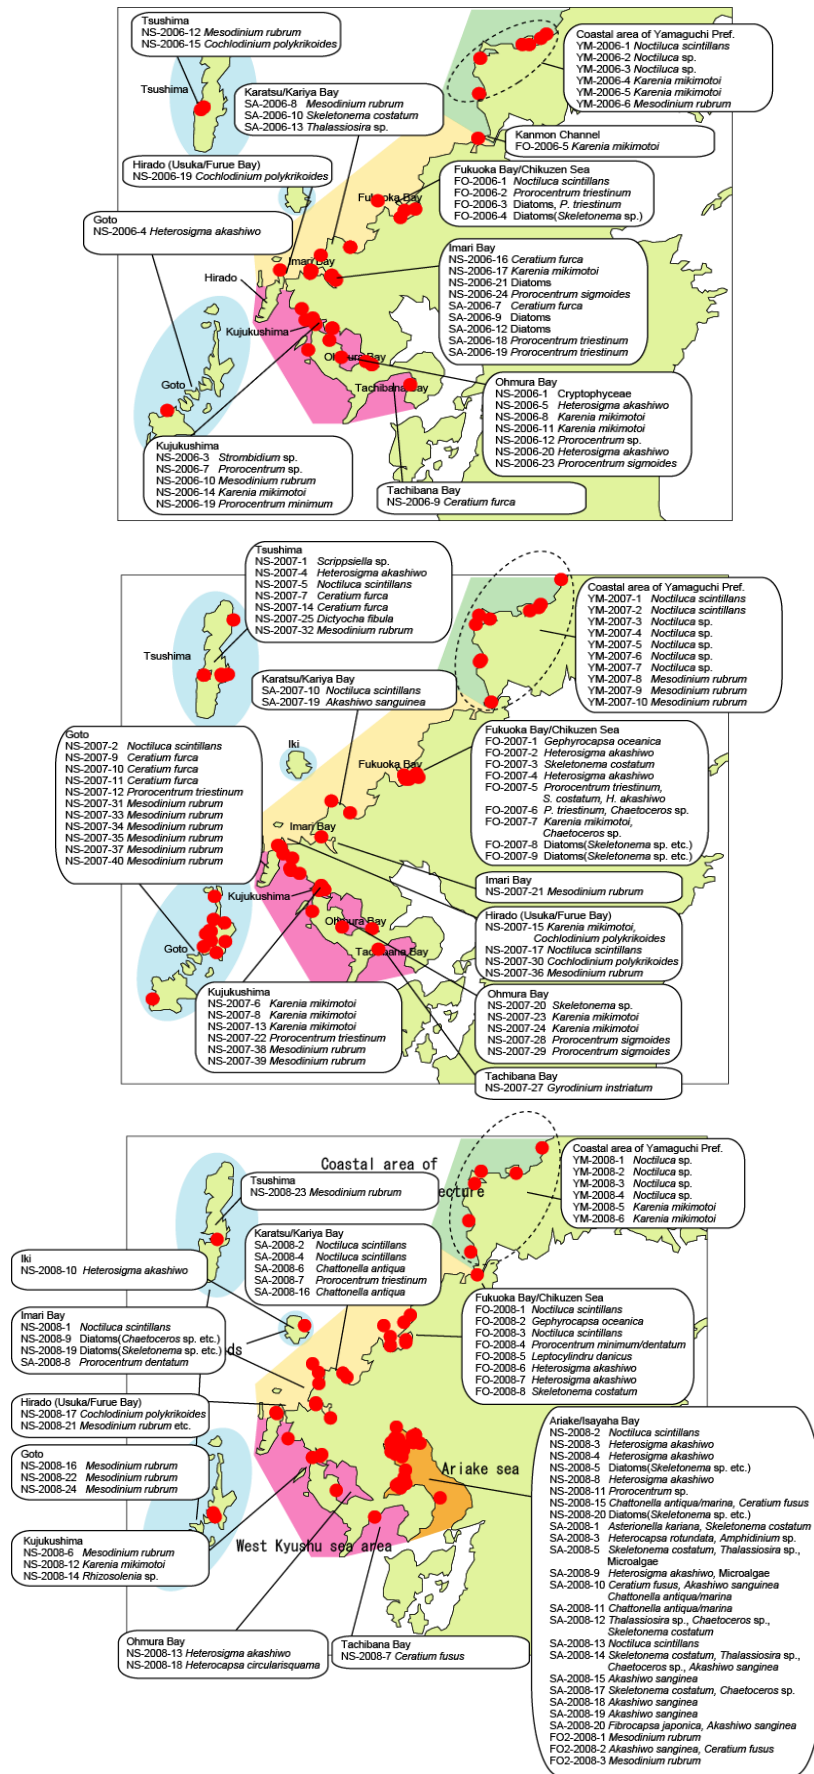 Tsushima
NS-2006-12 Mesodinium rubrum
NS-2006-15 Cochlodinium polykrikoides
Coastal area of Yamaguchi Pref.
YM-2006-1 Noctiluca scintillans
YM-2006-2 Noctiluca sp.
YM-2006-3 Noctiluca sp.
YM-2006-4 Karenia mikimotoi
YM-2006-5 Karenia mikimotoi
YM-2006-6 Mesodinium rubrum
Tsushima
Karatsu/Kariya Bay
SA-2006-8 Mesodinium rubrum
SA-2006-10 Skeletonema costatum
SA-2006-13 Thalassiosira sp.
Kanmon Channel
FO-2006-5 Karenia mikimotoi
Hirado (Usuka/Furue Bay)
NS-2006-19 Cochlodinium polykrikoides
Fukuoka Bay/Chikuzen Sea
FO-2006-1 Noctiluca scintillans
FO-2006-2 Prorocentrum triestinum
FO-2006-3 Diatoms, P. triestinum
FO-2006-4 Diatoms(Skeletonema sp.)
Fukuoka Bay
Goto
NS-2006-4 Heterosigma akashiwo
Imari Bay
Hirado
Imari Bay
NS-2006-16 Ceratium furca
NS-2006-17 Karenia mikimotoi
NS-2006-21 Diatoms
NS-2006-24 Prorocentrum sigmoides
SA-2006-7 Ceratium furca
SA-2006-9 Diatoms
SA-2006-12 Diatoms
SA-2006-18 Prorocentrum triestinum
SA-2006-19 Prorocentrum triestinum
Kujukushima
Ohmura Bay
Goto
Tachibana Bay
Ohmura Bay
NS-2006-1 Cryptophyceae
NS-2006-5 Heterosigma akashiwo
NS-2006-8 Karenia mikimotoi
NS-2006-11 Karenia mikimotoi
NS-2006-12 Prorocentrum sp.
NS-2006-20 Heterosigma akashiwo
NS-2006-23 Prorocentrum sigmoides
Kujukushima
NS-2006-3 Strombidium sp.
NS-2006-7 Prorocentrum sp.
NS-2006-10 Mesodinium rubrum
NS-2006-14 Karenia mikimotoi
NS-2006-19 Prorocentrum minimum
Tachibana Bay
NS-2006-9 Ceratium furca
Tsushima
NS-2007-1 Scrippsiella sp.
NS-2007-4 Heterosigma akashiwo
NS-2007-5 Noctiluca scintillans
NS-2007-7 Ceratium furca
NS-2007-14 Ceratium furca
NS-2007-25 Dictyocha fibula
NS-2007-32 Mesodinium rubrum
Coastal area of Yamaguchi Pref.
YM-2007-1 Noctiluca scintillans
YM-2007-2 Noctiluca scintillans
YM-2007-3 Noctiluca sp.
YM-2007-4 Noctiluca sp.
YM-2007-5 Noctiluca sp.
YM-2007-6 Noctiluca sp.
YM-2007-7 Noctiluca sp.
YM-2007-8 Mesodinium rubrum
YM-2007-9 Mesodinium rubrum
YM-2007-10 Mesodinium rubrum
Tsushima
Karatsu/Kariya Bay
SA-2007-10 Noctiluca scintillans
SA-2007-19 Akashiwo sanguinea
Goto
NS-2007-2 Noctiluca scintillans
NS-2007-9 Ceratium furca
NS-2007-10 Ceratium furca
NS-2007-11 Ceratium furca
NS-2007-12 Prorocentrum triestinum
NS-2007-31 Mesodinium rubrum
NS-2007-33 Mesodinium rubrum
NS-2007-34 Mesodinium rubrum
NS-2007-35 Mesodinium rubrum
NS-2007-37 Mesodinium rubrum
NS-2007-40 Mesodinium rubrum
Iki
Fukuoka Bay
Fukuoka Bay/Chikuzen Sea
FO-2007-1 Gephyrocapsa oceanica
FO-2007-2 Heterosigma akashiwo
FO-2007-3 Skeletonema costatum
FO-2007-4 Heterosigma akashiwo
FO-2007-5 Prorocentrum triestinum,
S. costatum, H. akashiwo
FO-2007-6 P. triestinum, Chaetoceros sp.
FO-2007-7 Karenia mikimotoi,
Chaetoceros sp.
FO-2007-8 Diatoms(Skeletonema sp. etc.)
FO-2007-9 Diatoms(Skeletonema sp. etc.)
Imari Bay
Imari Bay
NS-2007-21 Mesodinium rubrum
Kujukushima
Hirado (Usuka/Furue Bay)
NS-2007-15 Karenia mikimotoi,
Cochlodinium polykrikoides
NS-2007-17 Noctiluca scintillans
NS-2007-30 Cochlodinium polykrikoides
NS-2007-36 Mesodinium rubrum
Ohmura Bay
Goto
Tachibana Bay
Kujukushima
NS-2007-6 Karenia mikimotoi
NS-2007-8 Karenia mikimotoi
NS-2007-13 Karenia mikimotoi
NS-2007-22 Prorocentrum triestinum
NS-2007-38 Mesodinium rubrum
NS-2007-39 Mesodinium rubrum
Ohmura Bay
NS-2007-20 Skeletonema sp.
NS-2007-23 Karenia mikimotoi
NS-2007-24 Karenia mikimotoi
NS-2007-28 Prorocentrum sigmoides
NS-2007-29 Prorocentrum sigmoides
Tachibana Bay
NS-2007-27 Gyrodinium instriatum
Coastal area of
ecture
Coastal area of Yamaguchi Pref.
YM-2008-1 Noctiluca sp.
YM-2008-2 Noctiluca sp.
YM-2008-3 Noctiluca sp.
YM-2008-4 Noctiluca sp.
YM-2008-5 Karenia mikimotoi
YM-2008-6 Karenia mikimotoi
Tsushima
NS-2008-23 Mesodinium rubrum
Karatsu/Kariya Bay
SA-2008-2 Noctiluca scintillans
SA-2008-4 Noctiluca scintillans
SA-2008-6 Chattonella antiqua
SA-2008-7 Prorocentrum triestinum
SA-2008-16 Chattonella antiqua
Iki
NS-2008-10 Heterosigma akashiwo
Imari Bay
NS-2008-1 Noctiluca scintillans
NS-2008-9 Diatoms(Chaetoceros sp. etc.)
NS-2008-19 Diatoms(Skeletonema sp. etc.)
SA-2008-8 Prorocentrum dentatum
ds
Fukuoka Bay/Chikuzen Sea
FO-2008-1 Noctiluca scintillans
FO-2008-2 Gephyrocapsa oceanica
FO-2008-3 Noctiluca scintillans
FO-2008-4 Prorocentrum minimum/dentatum
FO-2008-5 Leptocylindru danicus
FO-2008-6 Heterosigma akashiwo
FO-2008-7 Heterosigma akashiwo
FO-2008-8 Skeletonema costatum
Hirado (Usuka/Furue Bay)
NS-2008-17 Cochlodinium polykrikoides
NS-2008-21 Mesodinium rubrum etc.
Goto
NS-2008-16 Mesodinium rubrum
NS-2008-22 Mesodinium rubrum
NS-2008-24 Mesodinium rubrum
Ariake sea
Kujukushima
NS-2008-6 Mesodinium rubrum
NS-2008-12 Karenia mikimotoi
NS-2008-14 Rhizosolenia sp.
West Kyushu sea area
Ariake/Isayaha Bay
NS-2008-2 Noctiluca scintillans
NS-2008-3 Heterosigma akashiwo
NS-2008-4 Heterosigma akashiwo
NS-2008-5 Diatoms(Skeletonema sp. etc.)
NS-2008-8 Heterosigma akashiwo
NS-2008-11 Prorocentrum sp.
NS-2008-15 Chattonella antiqua/marina, Ceratium fusus
NS-2008-20 Diatoms(Skeletonema sp. etc.)
SA-2008-1 Asterionella kariana, Skeletonema costatum
SA-2008-3 Heterocapsa rotundata, Amphidinium sp.
SA-2008-5 Skeletonema costatum, Thalassiosira sp.,
Microalgae
SA-2008-9 Heterosigma akashiwo, Microalgae
SA-2008-10 Ceratium fusus, Akashiwo sanguinea
Chattonella antiqua/marina
SA-2008-11 Chattonella antiqua/marina
SA-2008-12 Thalassiosira sp., Chaetoceros sp.,
Skeletonema costatum
SA-2008-13 Noctiluca scintillans
SA-2008-14 Skeletonema costatum, Thalassiosira sp.,
Chaetoceros sp., Akashiwo sanginea
SA-2008-15 Akashiwo sanginea
SA-2008-17 Skeletonema costatum, Chaetoceros sp.
SA-2008-18 Akashiwo sanginea
SA-2008-19 Akashiwo sanginea
SA-2008-20 Fibrocapsa japonica, Akashiwo sanginea
FO2-2008-1 Mesodinium rubrum
FO2-2008-2 Akashiwo sanginea, Ceratium fusus
FO2-2008-3 Mesodinium rubrum
Ohmura Bay
NS-2008-13 Heterosigma akashiwo
NS-2008-18 Heterocapsa circularisquama
Tachibana Bay
NS-2008-7 Ceratium fusus